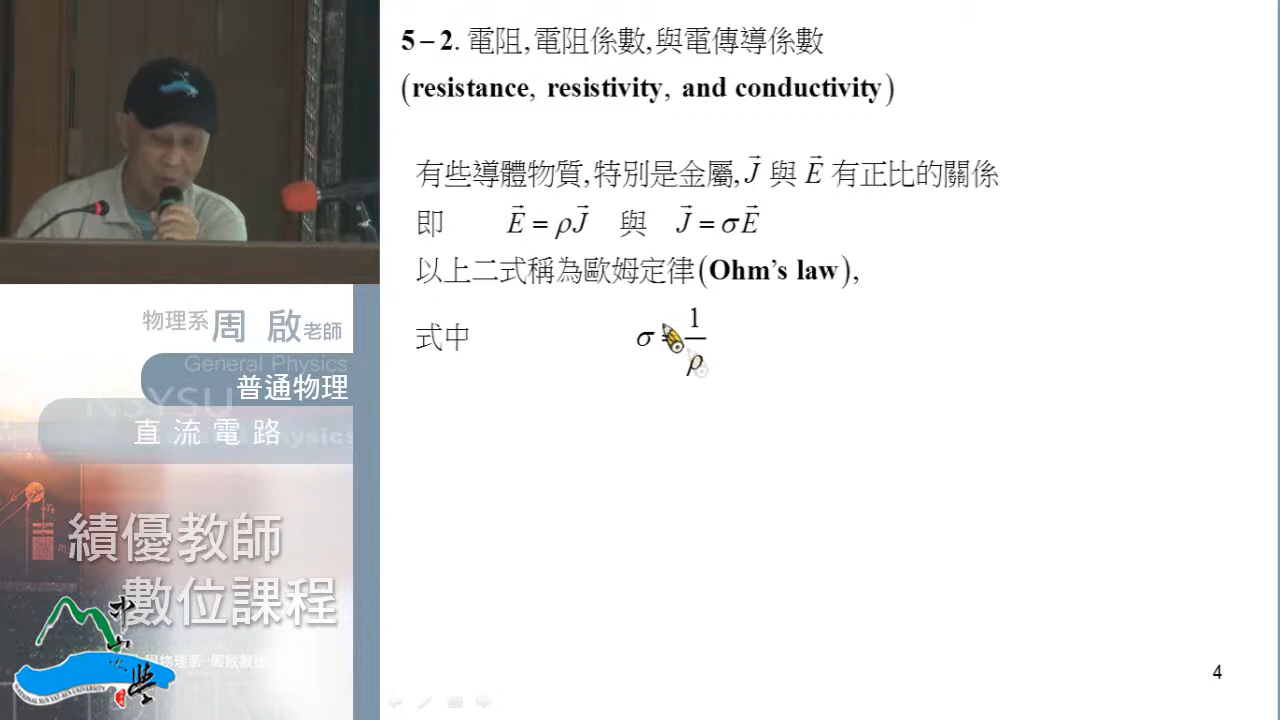 5－2. 電阻,電阻係數,與電傳導係數
(resistance, resistivity, and conductivity)
有些導體物質,特別是金屬,J⃗ 與 E⃗ 有正比的關係
即 E⃗ = ρJ⃗ 與 J⃗ = σE⃗
以上二式稱為歐姆定律(Ohm's law),
式中 σ = 1/ρ
4
物理系 周 啟 老師
General Physics
普通物理
NSYSU
直流電路
績優教師
數位課程